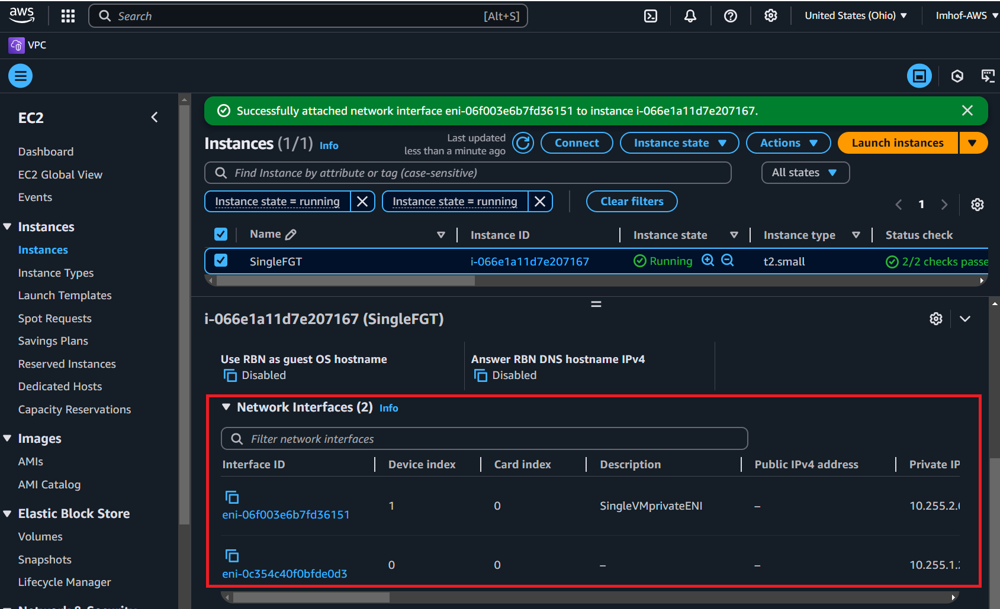 aws
Search [Alt+S] United States (Ohio) Imhof-AWS
VPC
EC2
Dashboard
EC2 Global View
Events
Instances
Instances
Instance Types
Launch Templates
Spot Requests
Savings Plans
Reserved Instances
Dedicated Hosts
Capacity Reservations
Images
AMIs
AMI Catalog
Elastic Block Store
Volumes
Snapshots
Lifecycle Manager
Network & Security
Successfully attached network interface eni-06f003e6b7fd36151 to instance i-066e1a11d7e207167.
Instances (1/1) Info
Last updated
less than a minute ago
Connect Instance state Actions Launch instances
Find Instance by attribute or tag (case-sensitive) All states
Instance state = running Instance state = running Clear filters 1
Name Instance ID Instance state Instance type Status check
SingleFGT i-066e1a11d7e207167 Running t2.small 2/2 checks passe
i-066e1a11d7e207167 (SingleFGT)
Use RBN as guest OS hostname Answer RBN DNS hostname IPv4
Disabled Disabled
Network Interfaces (2) Info
Filter network interfaces
Interface ID Device index Card index Description Public IPv4 address Private IP
eni-06f003e6b7fd36151 1 0 SingleVMprivateENI – 10.255.2.
eni-0c354c40f0bfde0d3 0 0 – – 10.255.1.